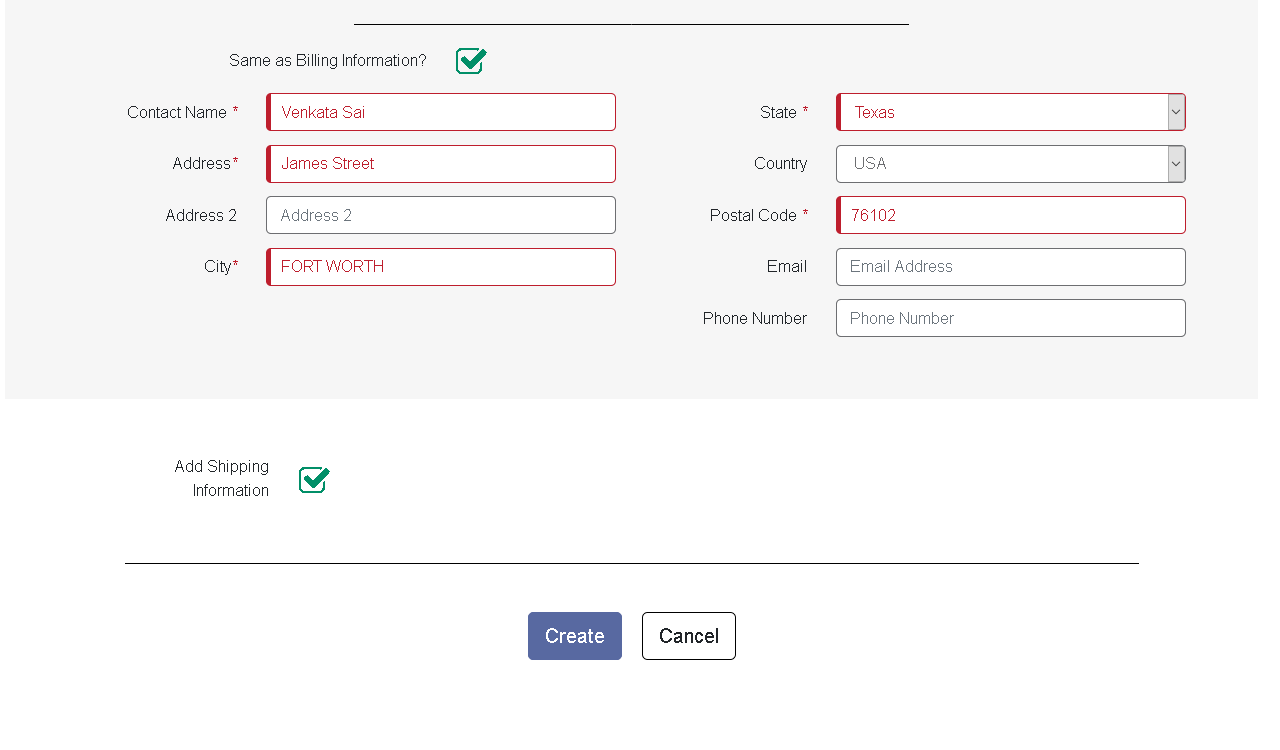 Same as Billing Information?
Contact Name *
Venkata Sai
Address*
James Street
Address 2
Address 2
City*
FORT WORTH
State *
Texas
Country
USA
Postal Code *
76102
Email
Email Address
Phone Number
Phone Number
Add Shipping
Information
Create
Cancel